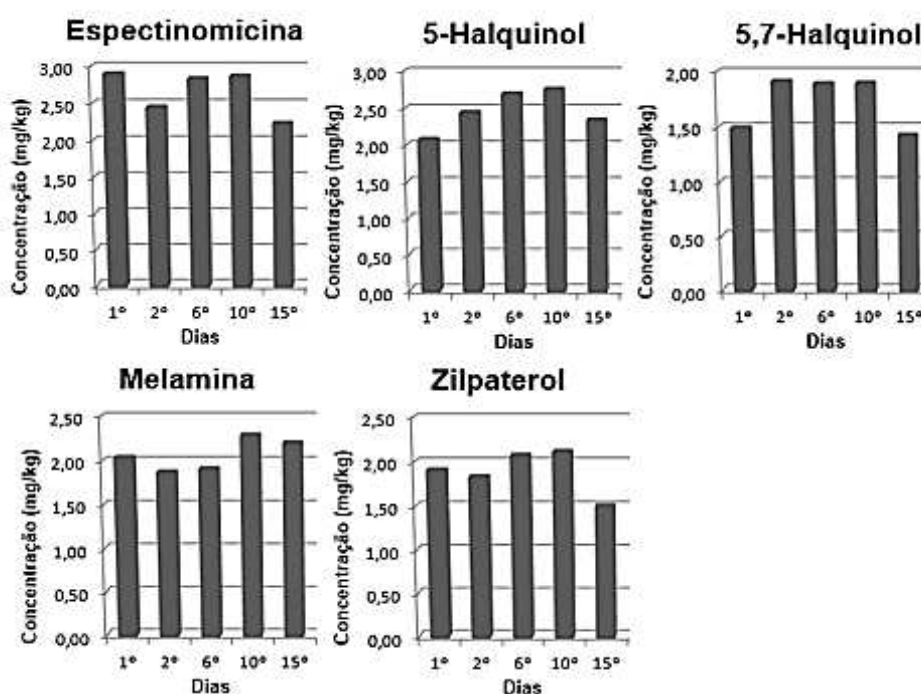 Espectinomicina
Concentração (mg/kg)
3,00
2,50
2,00
1,50
1,00
0,50
0,00
1º 2º 6º 10º 15º
Dias
5-Halquinol
Concentração (mg/kg)
3,00
2,50
2,00
1,50
1,00
0,50
0,00
1º 2º 6º 10º 15º
Dias
5,7-Halquinol
Concentração (mg/kg)
2,00
1,50
1,00
0,50
0,00
1º 2º 6º 10º 15º
Dias
Melamina
Concentração (mg/kg)
2,50
2,00
1,50
1,00
0,50
0,00
1º 2º 6º 10º 15º
Dias
Zilpaterol
Concentração (mg/kg)
2,50
2,00
1,50
1,00
0,50
0,00
1º 2º 6º 10º 15º
Dias